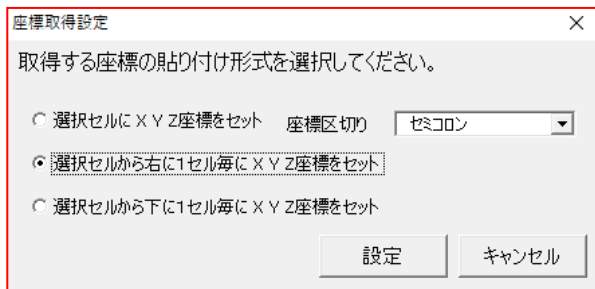 座標取得設定
取得する座標の貼り付け形式を選択してください。
選択セルにＸＹＺ座標をセット 座標区切り セミコロン
選択セルから右に1セル毎にＸＹＺ座標をセット
選択セルから下に1セル毎にＸＹＺ座標をセット
設定 キャンセル